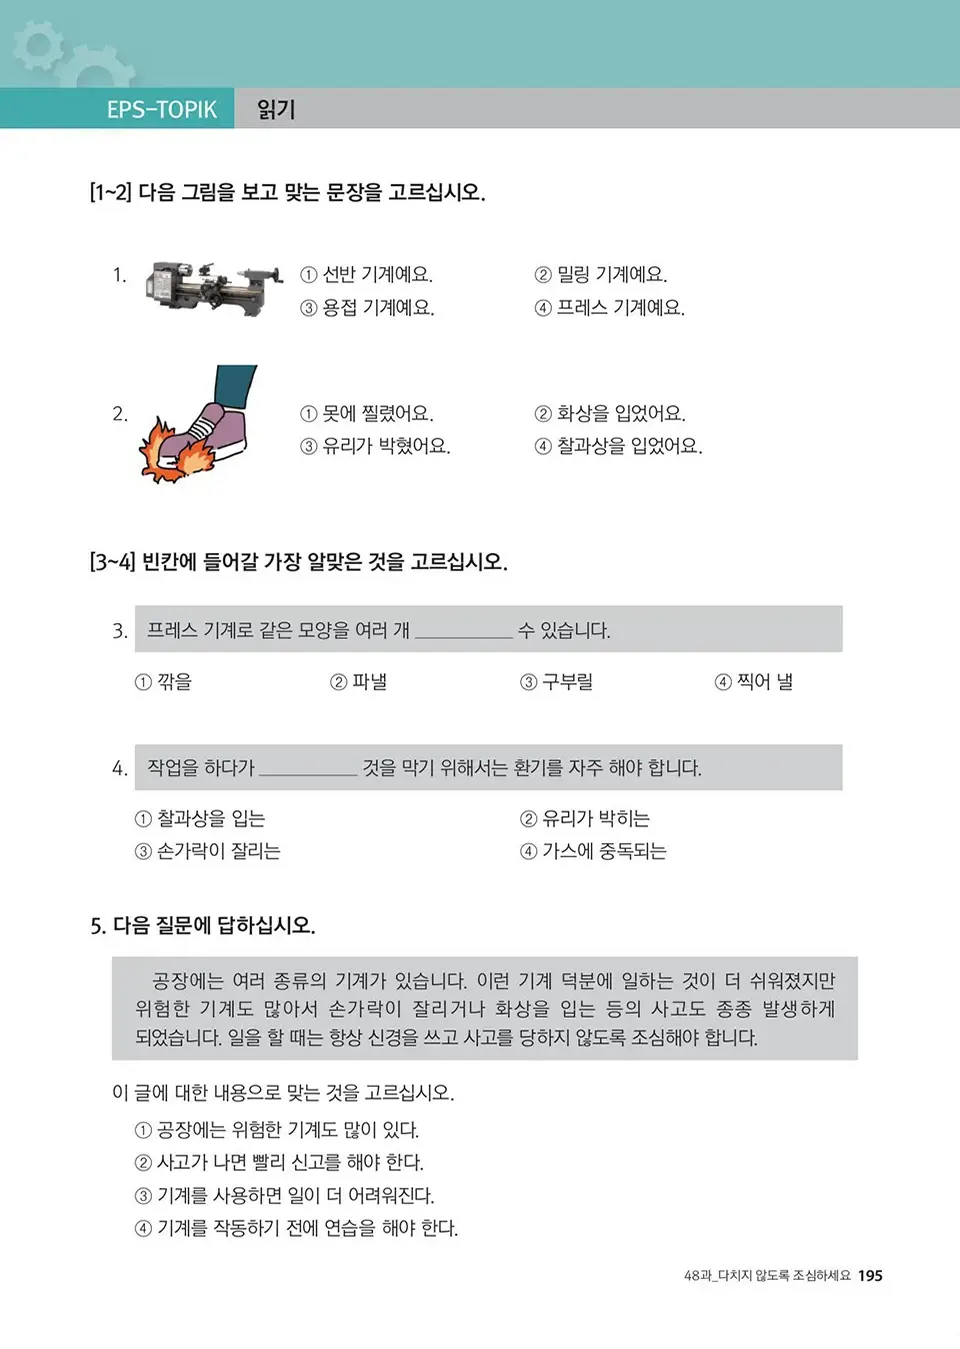 EPS-TOPIK 읽기
[1~2] 다음 그림을 보고 맞는 문장을 고르십시오.
1. ① 선반 기계예요. ② 밀링 기계예요.
③ 용접 기계예요. ④ 프레스 기계예요.
2. ① 못에 찔렸어요. ② 화상을 입었어요.
③ 유리가 박혔어요. ④ 찰과상을 입었어요.
[3~4] 빈칸에 들어갈 가장 알맞은 것을 고르십시오.
3. 프레스 기계로 같은 모양을 여러 개 __________ 수 있습니다.
① 깎을 ② 파낼 ③ 구부릴 ④ 찍어 낼
4. 작업을 하다가 __________ 것을 막기 위해서는 환기를 자주 해야 합니다.
① 찰과상을 입는 ② 유리가 박히는
③ 손가락이 잘리는 ④ 가스에 중독되는
5. 다음 질문에 답하십시오.
공장에는 여러 종류의 기계가 있습니다. 이런 기계 덕분에 일하는 것이 더 쉬워졌지만
위험한 기계도 많아서 손가락이 잘리거나 화상을 입는 등의 사고도 종종 발생하게
되었습니다. 일을 할 때는 항상 신경을 쓰고 사고를 당하지 않도록 조심해야 합니다.
이 글에 대한 내용으로 맞는 것을 고르십시오.
① 공장에는 위험한 기계도 많이 있다.
② 사고가 나면 빨리 신고를 해야 한다.
③ 기계를 사용하면 일이 더 어려워진다.
④ 기계를 작동하기 전에 연습을 해야 한다.
48과_다치지 않도록 조심하세요 195